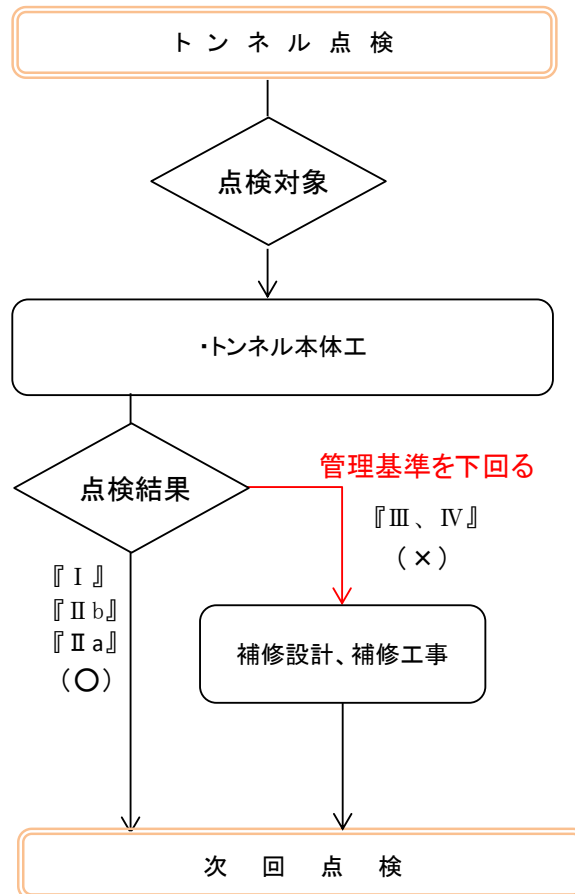 トンネル点検
点検対象
・トンネル本体工
点検結果
管理基準を下回る
『Ⅲ、Ⅳ』
（×）
『Ⅰ』
『Ⅱb』
『Ⅱa』
（〇）
補修設計、補修工事
次回点検